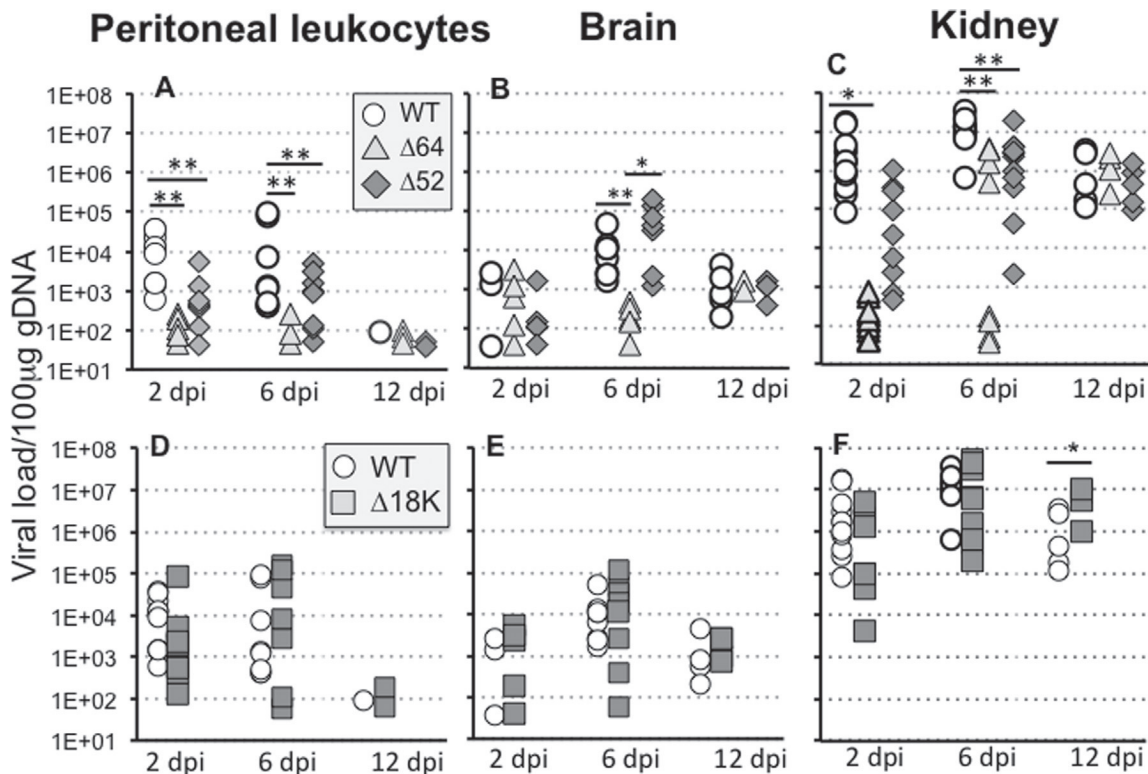 Peritoneal leukocytes Brain Kidney
Viral load/100μg gDNA
A
1E+08
1E+07
1E+06
1E+05
1E+04
1E+03
1E+02
1E+01
** ** ** **
WT
Δ64
Δ52
2 dpi 6 dpi 12 dpi
B
** *
2 dpi 6 dpi 12 dpi
C
* ** **
2 dpi 6 dpi 12 dpi
D
1E+08
1E+07
1E+06
1E+05
1E+04
1E+03
1E+02
1E+01
WT
Δ18K
2 dpi 6 dpi 12 dpi
E
2 dpi 6 dpi 12 dpi
F
*
2 dpi 6 dpi 12 dpi